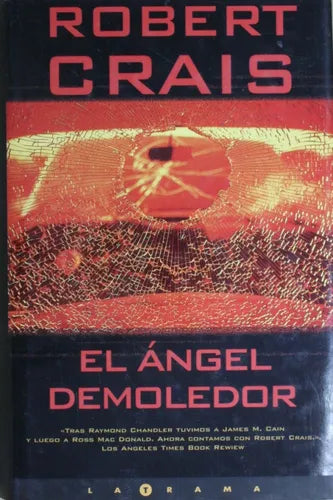 ROBERT
CRAIS
EL ÁNGEL
DEMOLEDOR
«TRAS RAYMOND CHANDLER TUVIMOS A JAMES M. CAIN
Y LUEGO A ROSS MAC DONALD. AHORA CONTAMOS CON ROBERT CRAIS.»
LOS ANGELES TIMES BOOK REWIEW
LA TRAMA